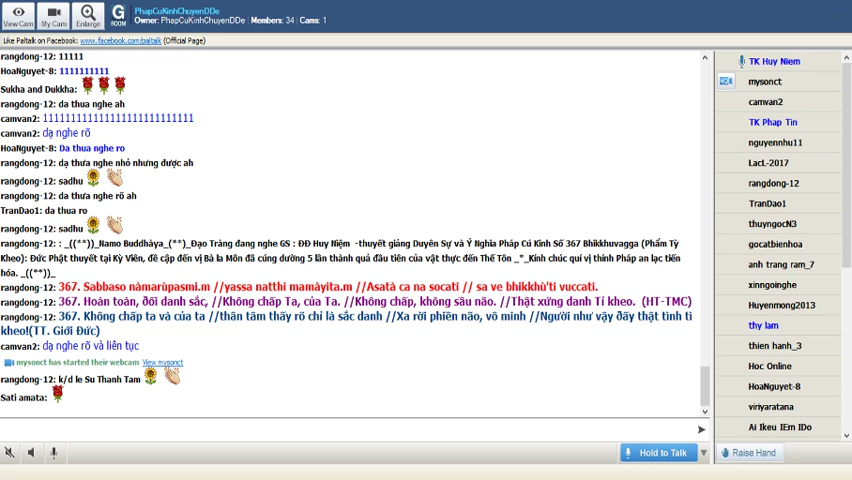 PhapCuKinhChuyenDDe
Owner: PhapCuKinhChuyenDDe | Members: 34 | Cams: 1
View Cam My Cam Enlarge G ROOM
Like Paltalk on Facebook: www.facebook.com/paltalk (Official Page)
rangdong-12: 11111
HoaNguyet-8: 1111111111
Sukha and Dukkha:
rangdong-12: da thua nghe ah
camvan2: 1111111111111111111111111111
camvan2: dạ nghe rõ
HoaNguyet-8: Da thua nghe ro
rangdong-12: dạ thưa nghe nhỏ nhưng được ah
rangdong-12: sadhu
rangdong-12: da thưa nghe rõ ah
TranDao1: da thua ro
rangdong-12: sadhu
rangdong-12: : _((**))_Namo Buddhàya_(**)_Đạo Tràng đang nghe GS : ĐĐ Huy Niệm -thuyết giảng Duyên Sự và Ý Nghĩa Pháp Cú Kinh Số 367 Bhikkhuvagga (Phẩm Tỳ
Kheo): Đức Phật thuyết tại Kỳ Viên, đề cập đến vị Bà la Môn đã cúng dường 5 lần thành quả đầu tiên của vật thực đến Thế Tôn _*_Kính chúc quí vị thính Pháp an lạc tiến
hóa. _((**))_
rangdong-12: 367. Sabbaso nàmarùpasmi.m //yassa natthi mamàyita.m //Asatà ca na socati // sa ve bhikkhù'ti vuccati.
rangdong-12: 367. Hoàn toàn, đối danh sắc, //Không chấp Ta, của Ta. //Không chấp, không sầu não. //Thật xứng danh Tỉ kheo. (HT-TMC)
rangdong-12: 367. Không chấp ta và của ta //thân tâm thấy rõ chỉ là sắc danh //Xa rời phiền não, vô minh //Người như vậy đấy thật tình tì
kheo!(TT. Giới Đức)
camvan2: dạ nghe rõ và liên tục
mysonct has started their webcam View mysonct
rangdong-12: k/d le Su Thanh Tam
Sati amata:
Hold to Talk
TK Huy Niem
mysonct
camvan2
TK Phap Tin
nguyennhu11
LacL-2017
rangdong-12
TranDao1
thuyngocN3
gocatbienhoa
anh trang ram_7
xinngoinghe
Huyenmong2013
thy lam
thien hanh_3
Hoc Online
HoaNguyet-8
viriyaratana
Ai Ikeu IEm IDo
Raise Hand